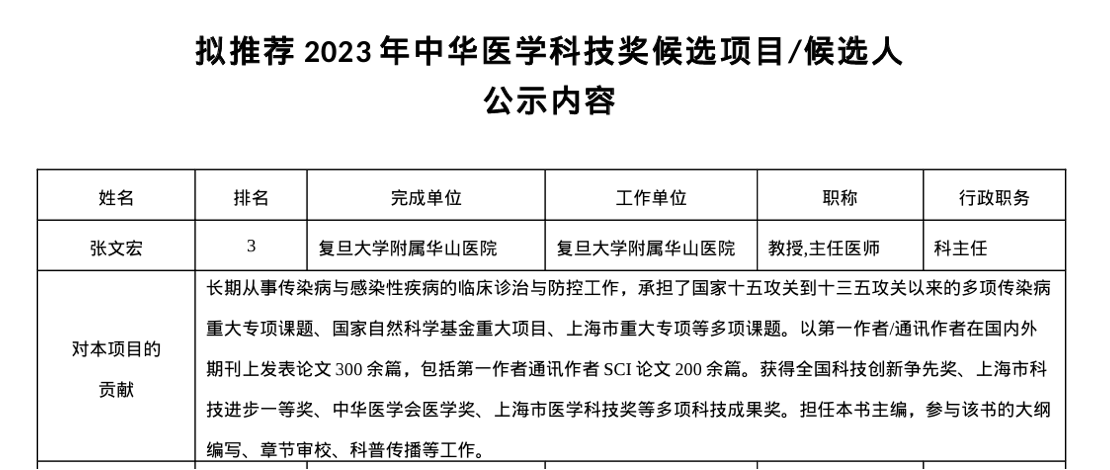 拟推荐 2023 年中华医学科技奖候选项目/候选人
公示内容
姓名 排名 完成单位 工作单位 职称 行政职务
张文宏 3 复旦大学附属华山医院 复旦大学附属华山医院 教授,主任医师 科主任
对本项目的
贡献
长期从事传染病与感染性疾病的临床诊治与防控工作，承担了国家十五攻关到十三五攻关以来的多项传染病
重大专项课题、国家自然科学基金重大项目、上海市重大专项等多项课题。以第一作者/通讯作者在国内外
期刊上发表论文 300 余篇，包括第一作者通讯作者 SCI 论文 200 余篇。获得全国科技创新争先奖、上海市科
技进步一等奖、中华医学会医学奖、上海市医学科技奖等多项科技成果奖。担任本书主编，参与该书的大纲
编写、章节审校、科普传播等工作。